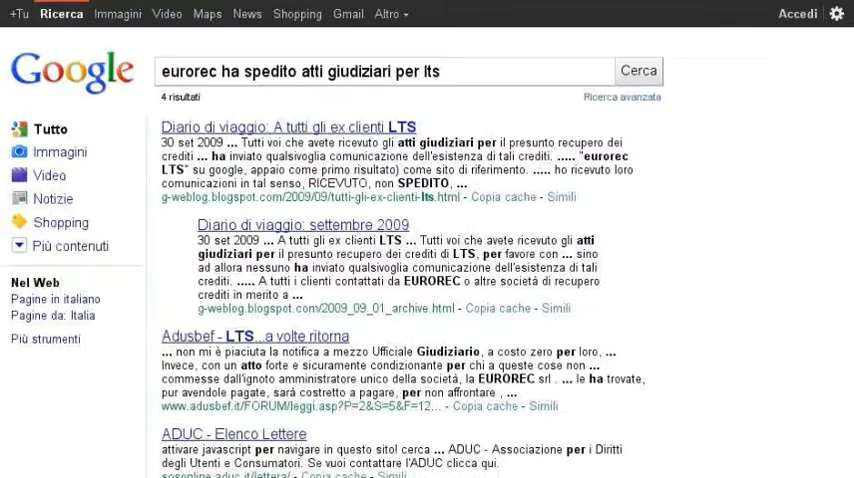 +Tu Ricerca Immagini Video Maps News Shopping Gmail Altro Accedi
Google
eurorec ha spedito atti giudiziari per lts
Cerca
4 risultati
Ricerca avanzata
Tutto
Immagini
Video
Notizie
Shopping
Più contenuti
Nel Web
Pagine in italiano
Pagine da: Italia
Più strumenti
Diario di viaggio: A tutti gli ex clienti LTS
30 set 2009 ... Tutti voi che avete ricevuto gli atti giudiziari per il presunto recupero dei
crediti ... ha inviato qualsivoglia comunicazione dell'esistenza di tali crediti. ..... "eurorec
LTS" su google, appaio come primo risultato) come sito di riferimento. ..... ho ricevuto loro
comunicazioni in tal senso, RICEVUTO, non SPEDITO, ...
g-weblog.blogspot.com/2009/09/tutti-gli-ex-clienti-lts.html - Copia cache - Simili
Diario di viaggio: settembre 2009
30 set 2009 ... A tutti gli ex clienti LTS ... Tutti voi che avete ricevuto gli atti
giudiziari per il presunto recupero dei crediti di LTS, per favore con ... sino
ad allora nessuno ha inviato qualsivoglia comunicazione dell'esistenza di tali
crediti. ..... A tutti i clienti contattati da EUROREC o altre società di recupero
crediti in merito a ...
g-weblog.blogspot.com/2009_09_01_archive.html - Copia cache - Simili
Adusbef - LTS...a volte ritorna
... non mi è piaciuta la notifica a mezzo Ufficiale Giudiziario, a costo zero per loro, ...
Invece, con un atto forte e sicuramente condizionante per chi a queste cose non ...
commesse dall'ignoto amministratore unico della società, la EUROREC srl . ... le ha trovate,
pur avendole pagate, sarà costretto a pagare, per non affrontare , ...
www.adusbef.it/FORUM/leggi.asp?P=2&S=5&F=12... - Copia cache - Simili
ADUC - Elenco Lettere
attivare javascript per navigare in questo sito! cerca ... ADUC - Associazione per i Diritti
degli Utenti e Consumatori. Se vuoi contattare l'ADUC clicca qui.
sosonline.aduc.it/lettera/ - Copia cache - Simili